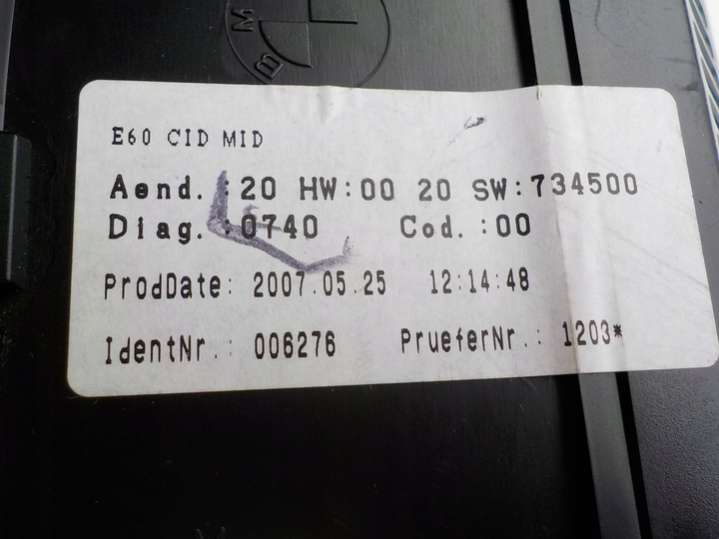 BM
E60 CID MID
Aend.:20 HW:00 20 SW:734500
Diag.:0740 Cod.:00
ProdDate: 2007.05.25 12:14:48
IdentNr.: 006276 PrueferNr.: 1203*